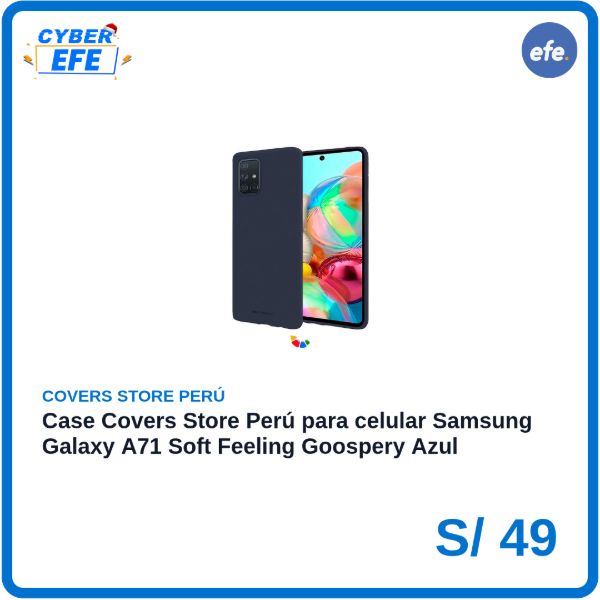 CYBER
EFE
efe.
COVERS STORE PERÚ
Case Covers Store Perú para celular Samsung
Galaxy A71 Soft Feeling Goospery Azul
S/ 49